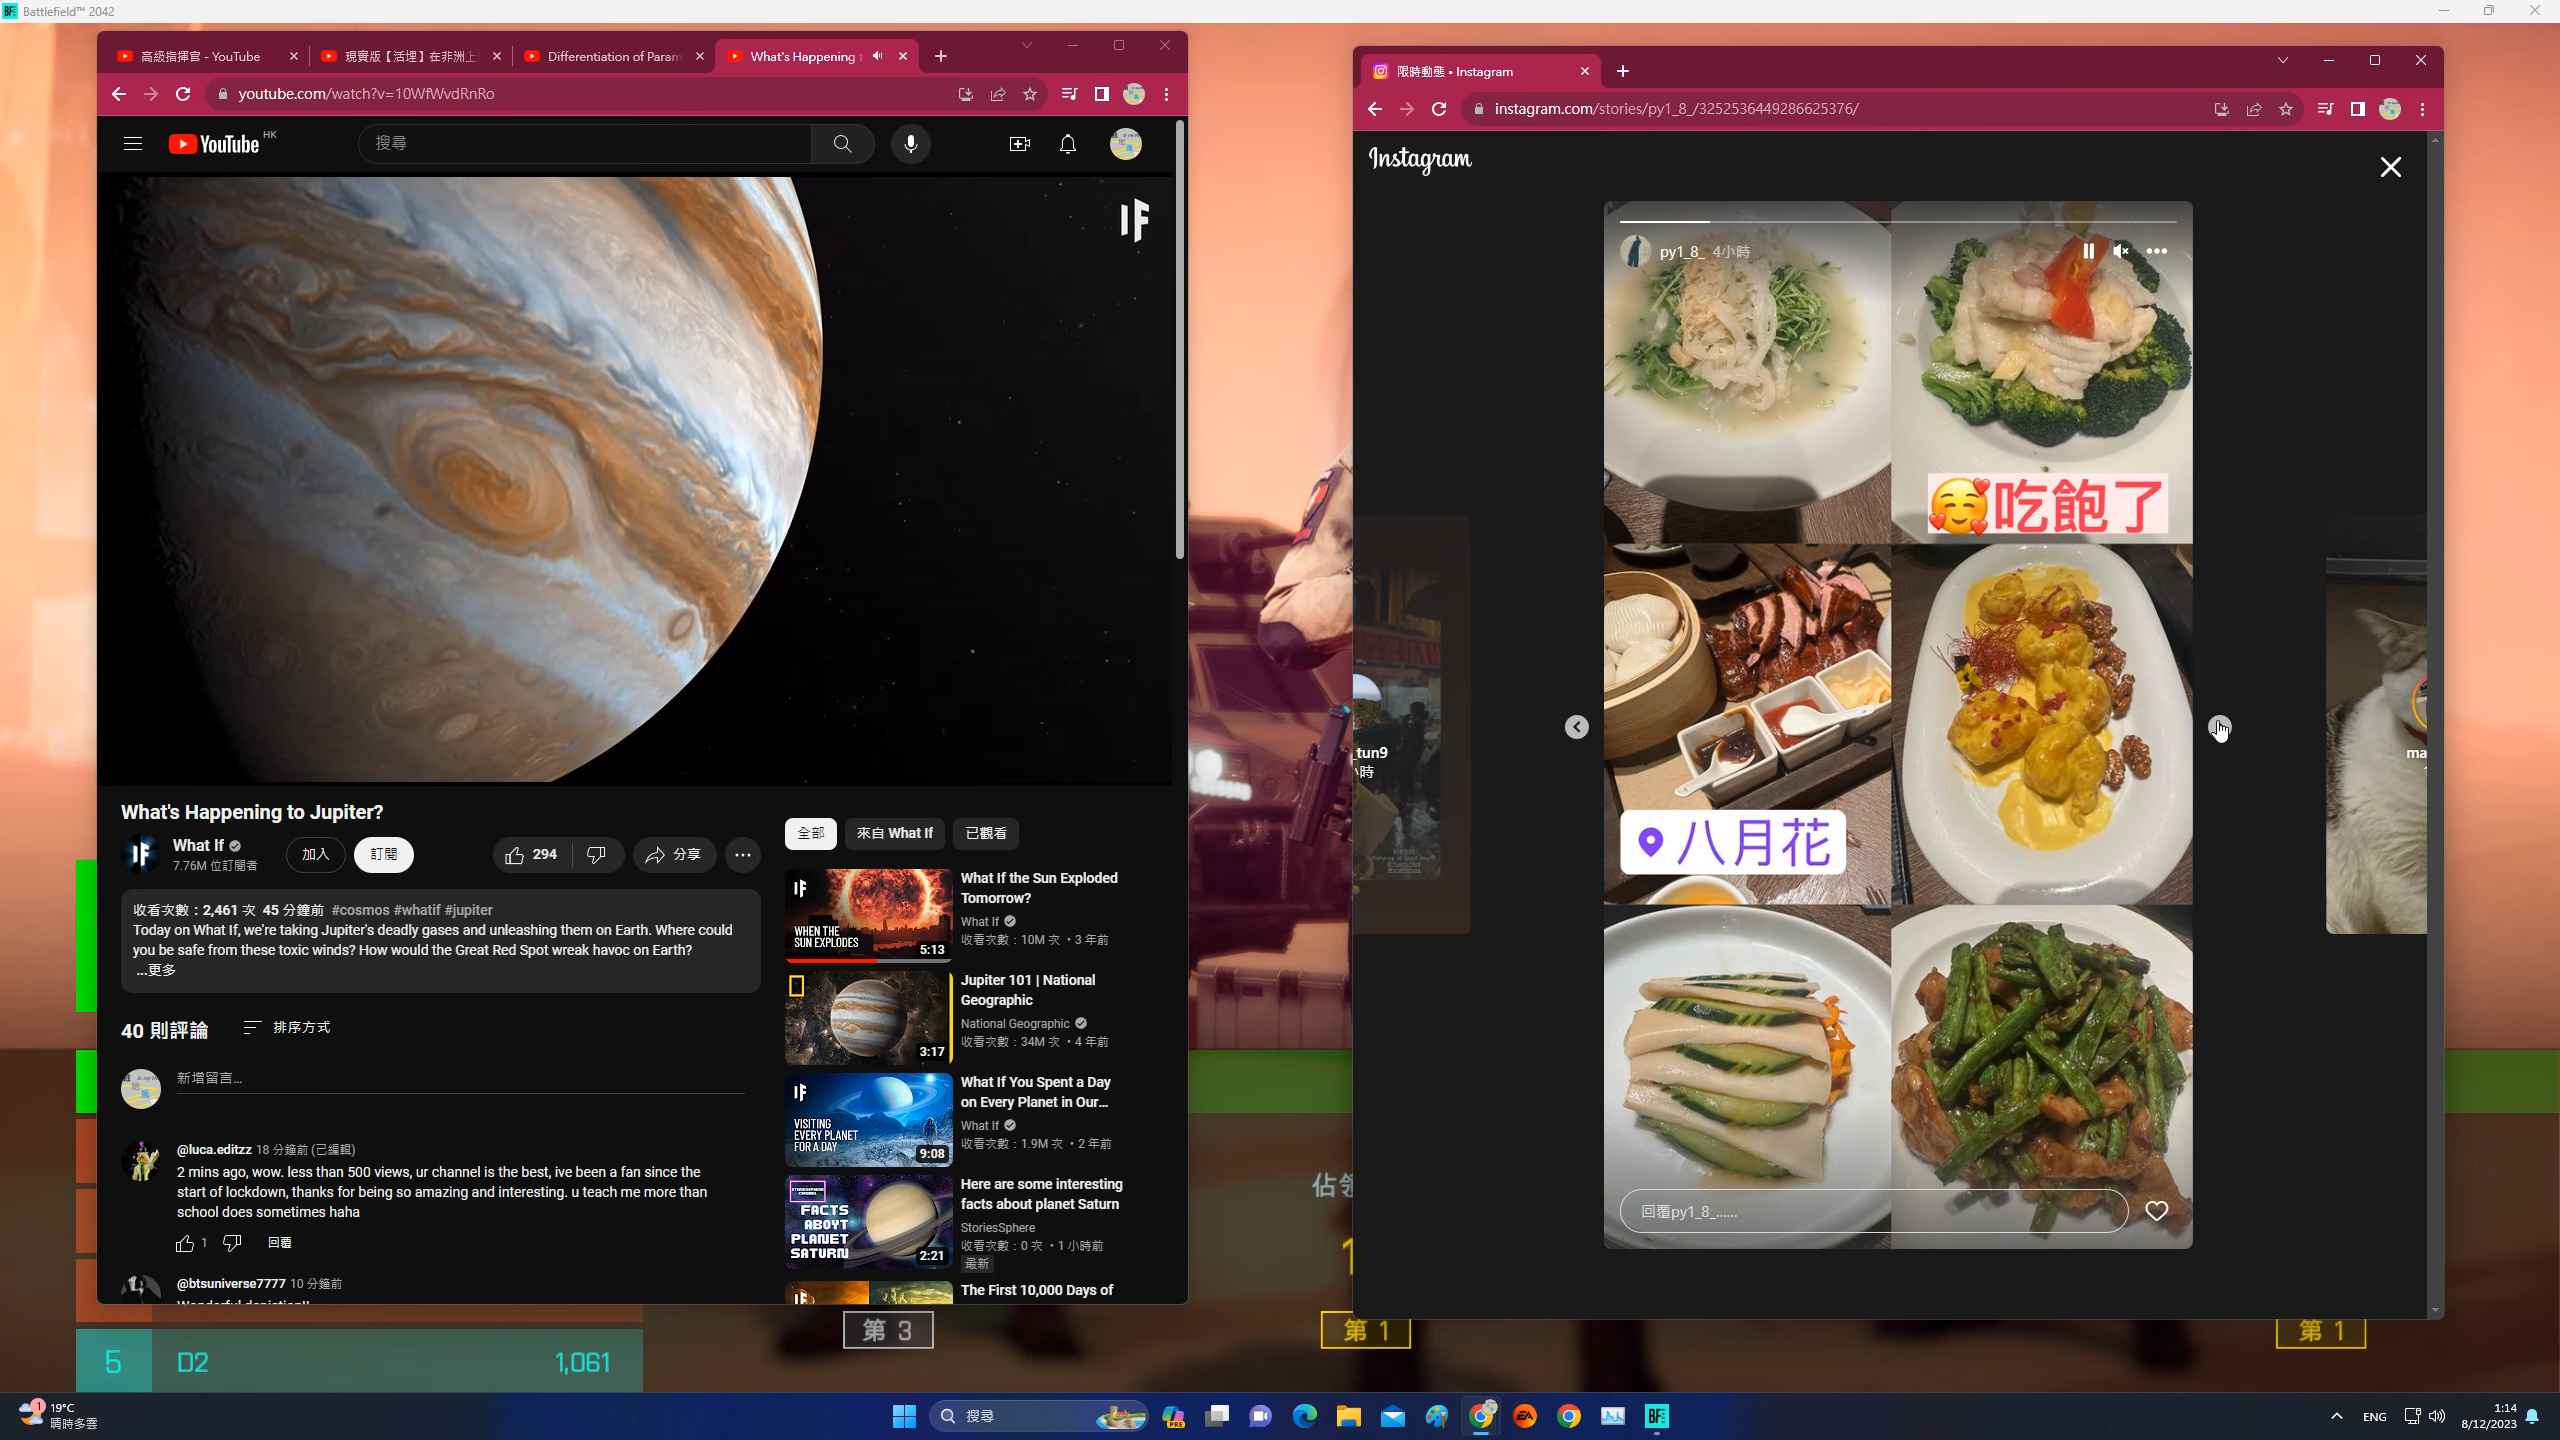 Battlefield™ 2042
高級指揮官 - YouTube
現實版【活埋】在非洲上
Differentiation of Param
What's Happening t
youtube.com/watch?v=10WfWvdRnRo
YouTube HK
搜尋
IF
What's Happening to Jupiter?
What If
7.76M 位訂閱者
加入
訂閱
294
分享
收看次數：2,461 次 45 分鐘前 #cosmos #whatif #jupiter
Today on What If, we're taking Jupiter's deadly gases and unleashing them on Earth. Where could
you be safe from these toxic winds? How would the Great Red Spot wreak havoc on Earth?
...更多
40 則評論
排序方式
新增留言...
@luca.editzz 18 分鐘前 (已編輯)
2 mins ago, wow. less than 500 views, ur channel is the best, ive been a fan since the
start of lockdown, thanks for being so amazing and interesting. u teach me more than
school does sometimes haha
1
回覆
@btsuniverse7777 10 分鐘前
Wonderful depiction!!
全部
來自 What If
已觀看
IF
WHEN THE
SUN EXPLODES
5:13
What If the Sun Exploded
Tomorrow?
What If
收看次數：10M 次 • 3 年前
3:17
Jupiter 101 | National
Geographic
National Geographic
收看次數：34M 次 • 4 年前
IF
VISITING
EVERY PLANET
FOR A DAY
9:08
What If You Spent a Day
on Every Planet in Our...
What If
收看次數：1.9M 次 • 2 年前
FACTS
ABOYT
PLANET
SATURN
2:21
Here are some interesting
facts about planet Saturn
StoriesSphere
收看次數：0 次 • 1 小時前
最新
IF
The First 10,000 Days of
限時動態 • Instagram
instagram.com/stories/py1_8_/3252536449286625376/
Instagram
py1_8_ 4小時
吃飽了
_tun9
小時
ma
八月花
回覆py1_8_......
佔領
1
第 3
第 1
第 1
5 D2 1,061
1
19°C
晴時多雲
搜尋
PRE
EA
BF
ENG
1:14
8/12/2023